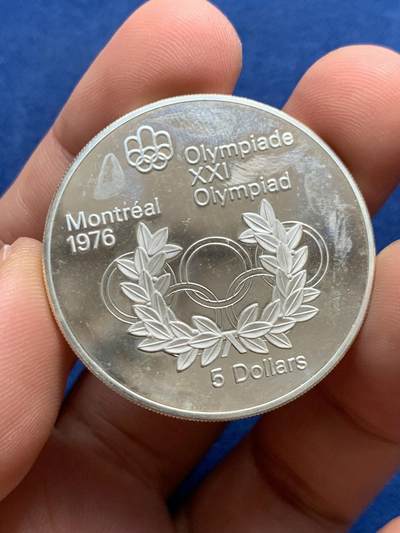 Olympiade
XXI
Olympiad
Montréal
1976
5 Dollars